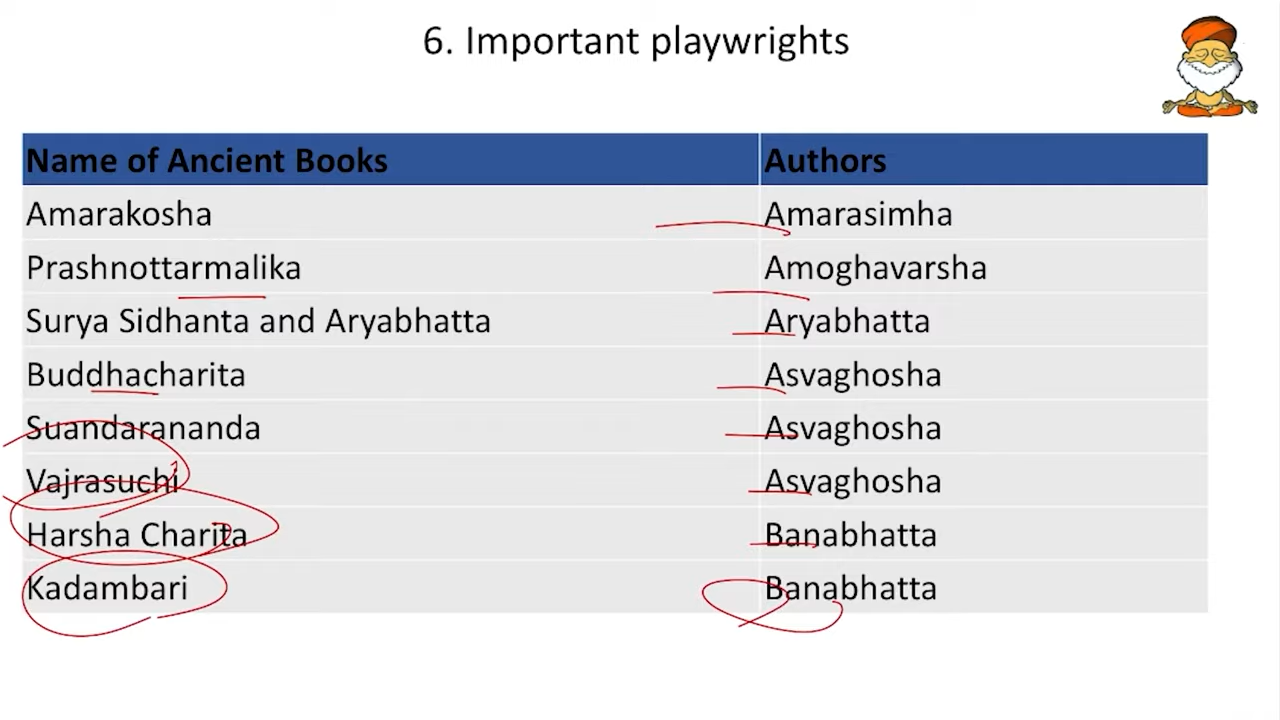 6. Important playwrights
Name of Ancient Books Authors
Amarakosha Amarasimha
Prashnottarmalika Amoghavarsha
Surya Sidhanta and Aryabhatta Aryabhatta
Buddhacharita Asvaghosha
Suandarananda Asvaghosha
Vajrasuchi Asvaghosha
Harsha Charita Banabhatta
Kadambari Banabhatta